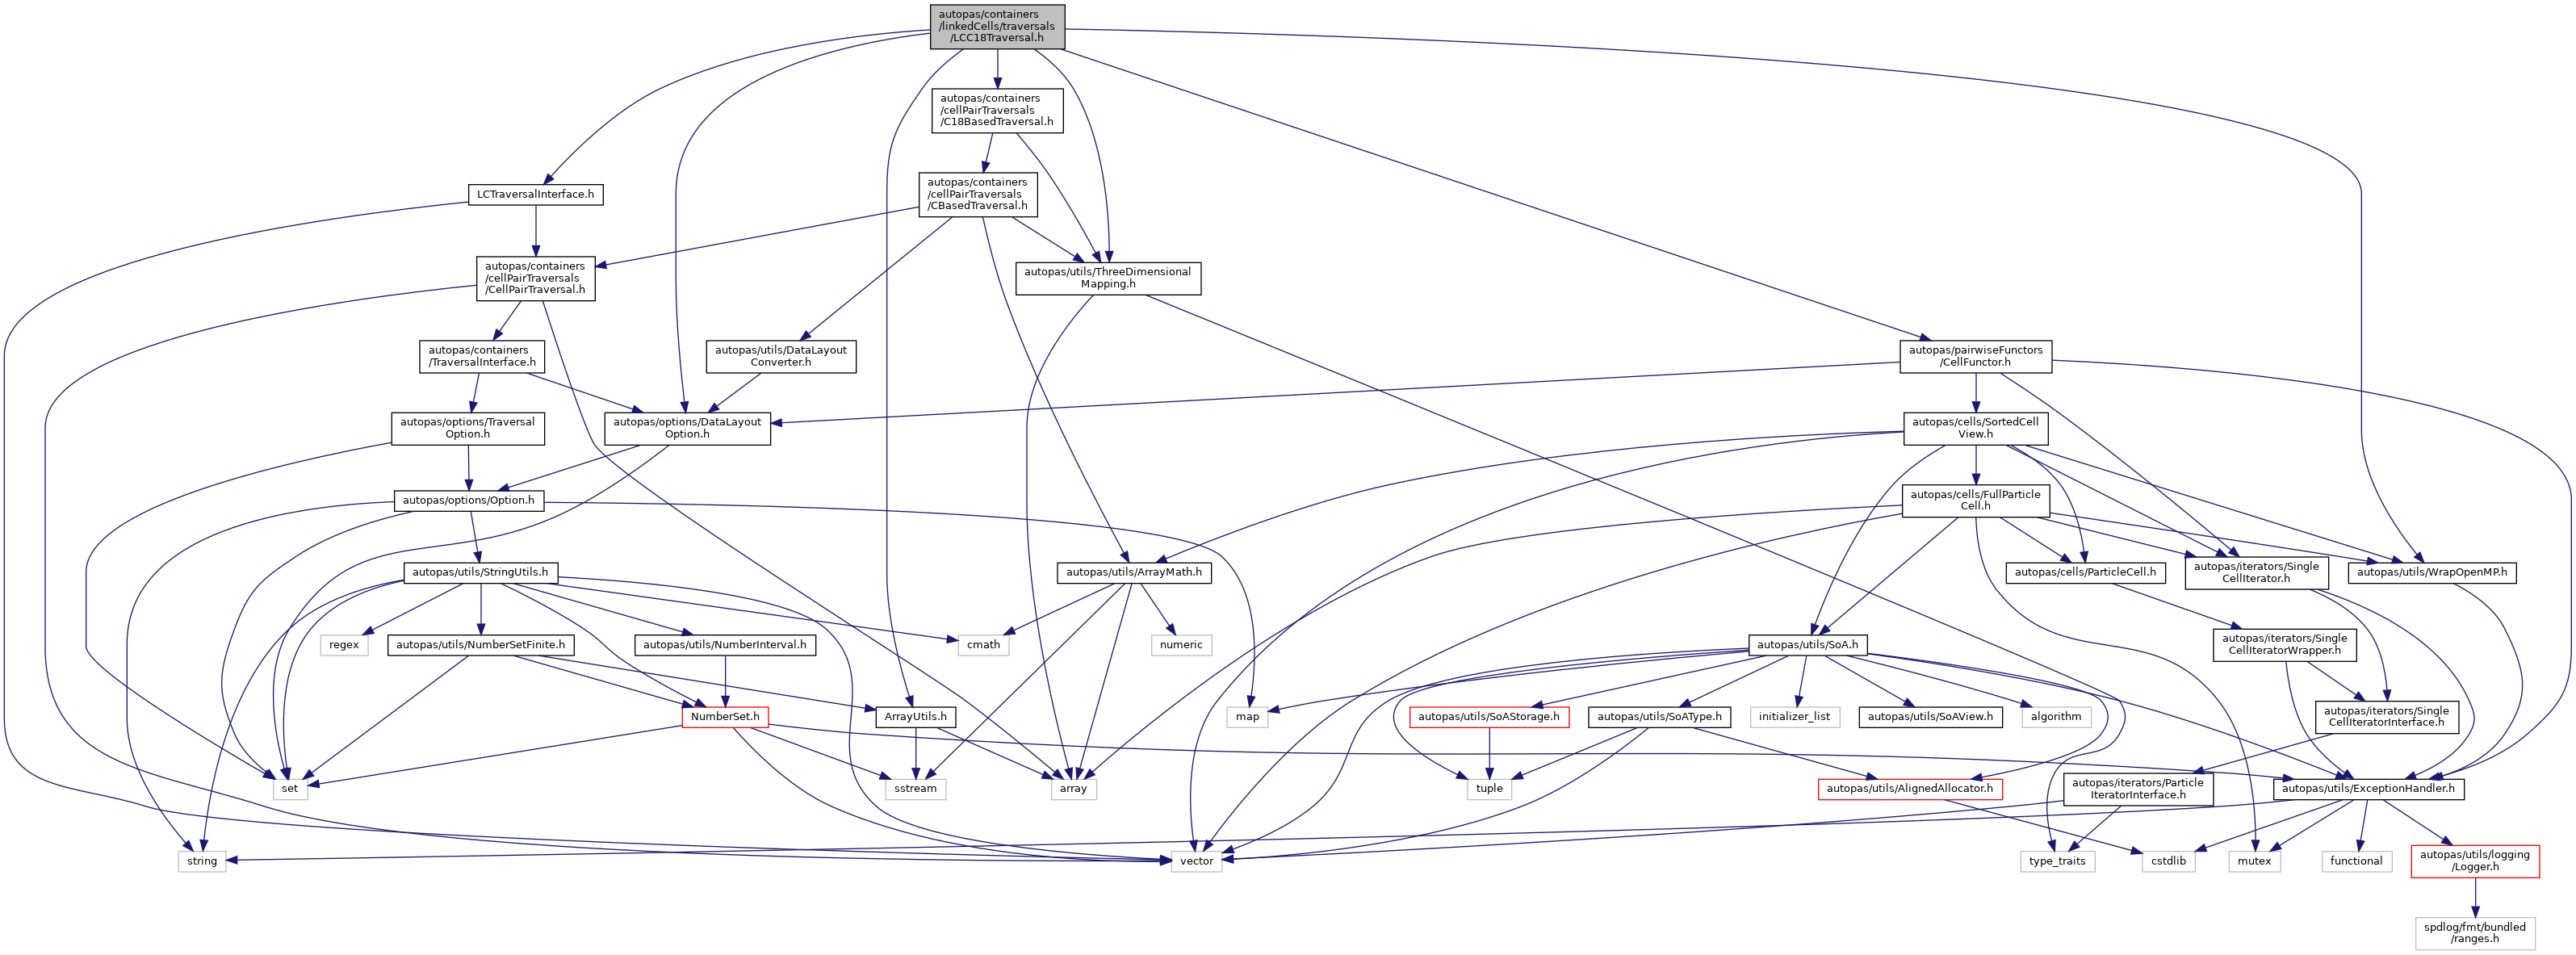 autopas/containers
/linkedCells/traversals
/LCC18Traversal.h
autopas/containers
/cellPairTraversals
/C18BasedTraversal.h
LCTraversalInterface.h
autopas/containers
/cellPairTraversals
/CBasedTraversal.h
autopas/containers
/cellPairTraversals
/CellPairTraversal.h
autopas/utils/ThreeDimensional
Mapping.h
autopas/containers
/TraversalInterface.h
autopas/utils/DataLayout
Converter.h
autopas/pairwiseFunctors
/CellFunctor.h
autopas/options/Traversal
Option.h
autopas/options/DataLayout
Option.h
autopas/cells/SortedCell
View.h
autopas/options/Option.h
autopas/cells/FullParticle
Cell.h
autopas/utils/StringUtils.h
autopas/utils/ArrayMath.h
autopas/cells/ParticleCell.h
autopas/iterators/Single
CellIterator.h
autopas/utils/WrapOpenMP.h
regex
autopas/utils/NumberSetFinite.h
autopas/utils/NumberInterval.h
cmath
numeric
autopas/utils/SoA.h
autopas/iterators/Single
CellIteratorWrapper.h
NumberSet.h
ArrayUtils.h
map
autopas/utils/SoAStorage.h
autopas/utils/SoAType.h
initializer_list
autopas/utils/SoAView.h
algorithm
autopas/iterators/Single
CellIteratorInterface.h
set
sstream
array
tuple
autopas/utils/AlignedAllocator.h
autopas/iterators/Particle
IteratorInterface.h
autopas/utils/ExceptionHandler.h
string
vector
type_traits
cstdlib
mutex
functional
autopas/utils/logging
/Logger.h
spdlog/fmt/bundled
/ranges.h